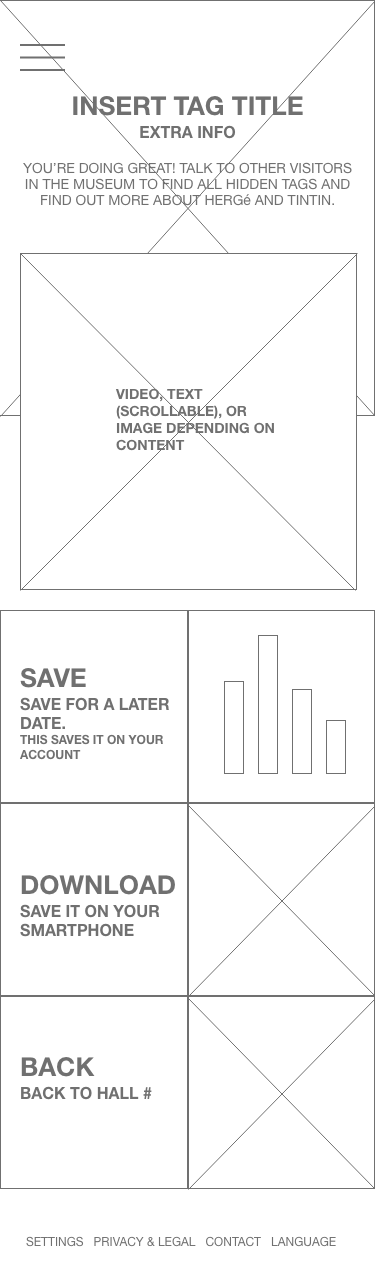 INSERT TAG TITLE
EXTRA INFO
YOU'RE DOING GREAT! TALK TO OTHER VISITORS
IN THE MUSEUM TO FIND ALL HIDDEN TAGS AND
FIND OUT MORE ABOUT HERGé AND TINTIN.
VIDEO, TEXT
(SCROLLABLE), OR
IMAGE DEPENDING ON
CONTENT
SAVE
SAVE FOR A LATER
DATE.
THIS SAVES IT ON YOUR
ACCOUNT
DOWNLOAD
SAVE IT ON YOUR
SMARTPHONE
BACK
BACK TO HALL #
SETTINGS PRIVACY & LEGAL CONTACT LANGUAGE